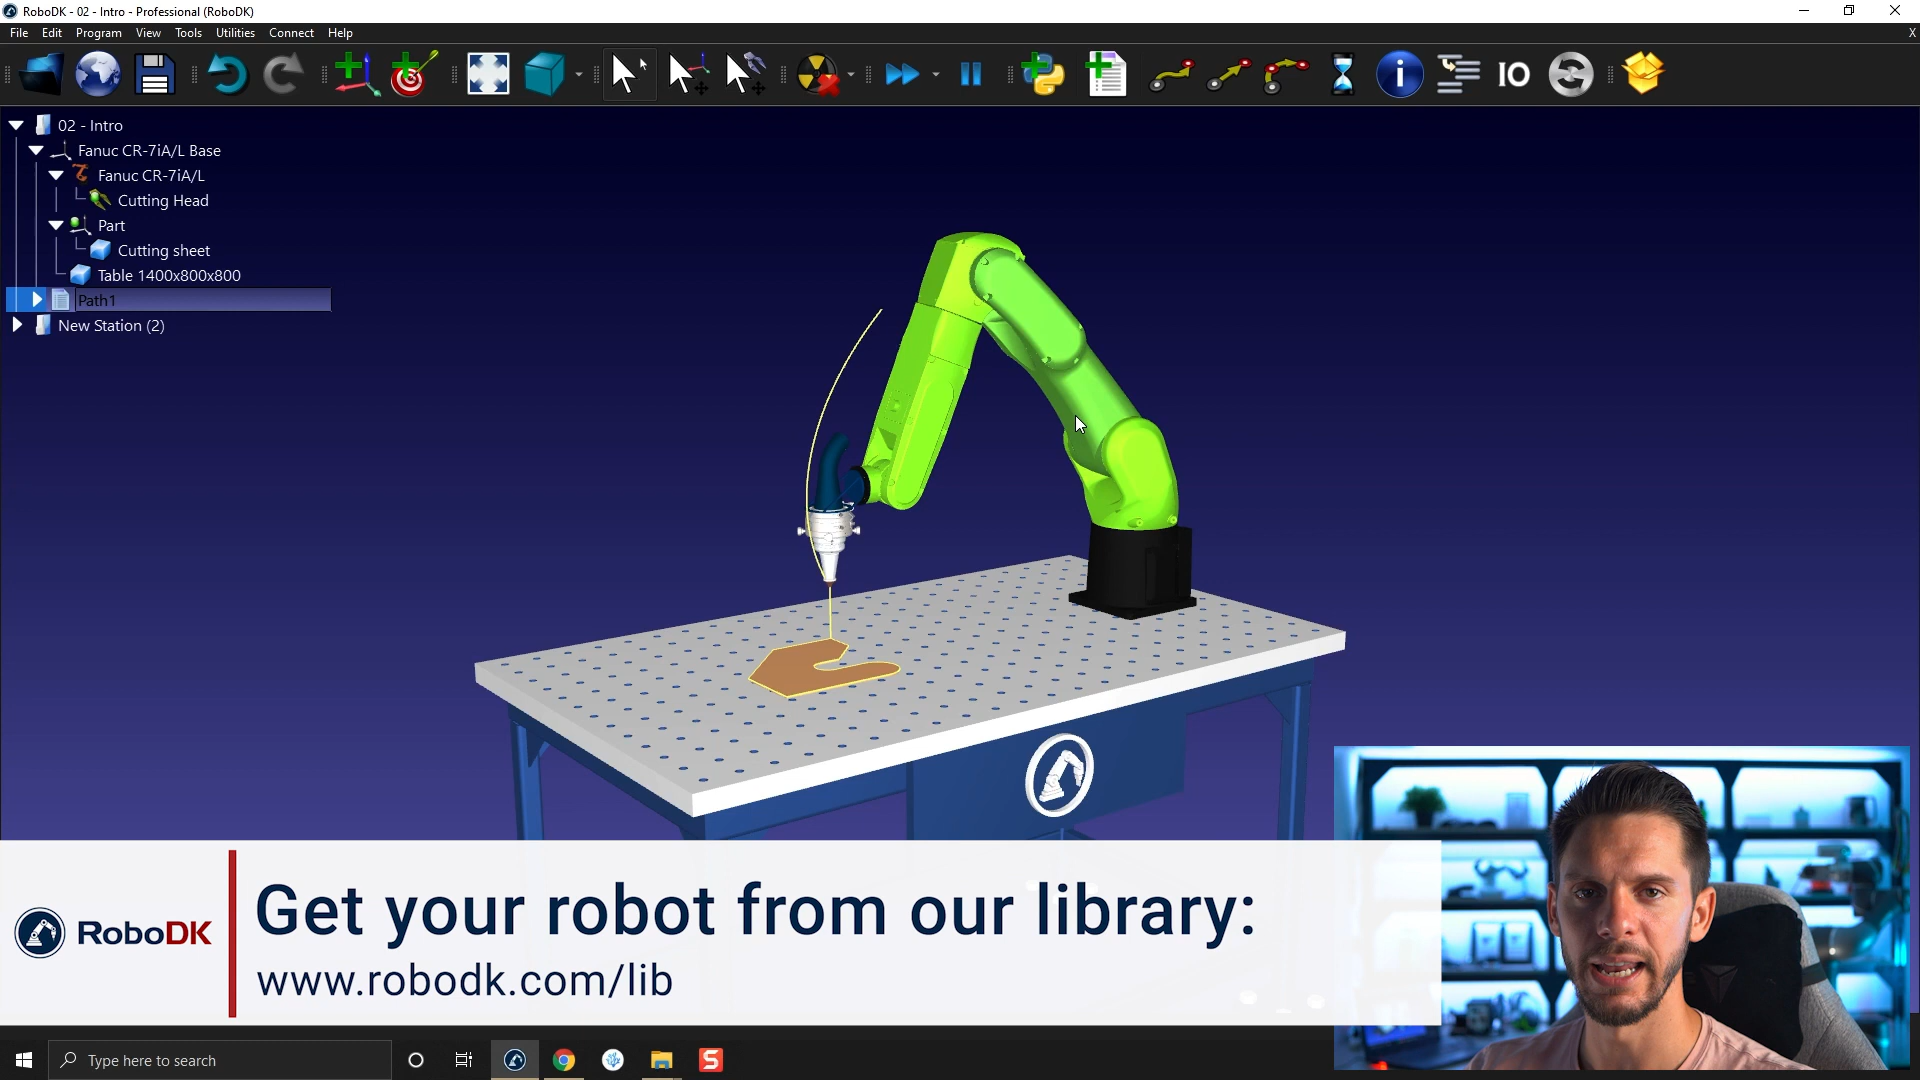 RoboDK - 02 - Intro - Professional (RoboDK)
File Edit Program View Tools Utilities Connect Help X
IO
02 - Intro
Fanuc CR-7iA/L Base
Fanuc CR-7iA/L
Cutting Head
Part
Cutting sheet
Table 1400x800x800
Path1
New Station (2)
RoboDK
Get your robot from our library:
www.robodk.com/lib
Type here to search